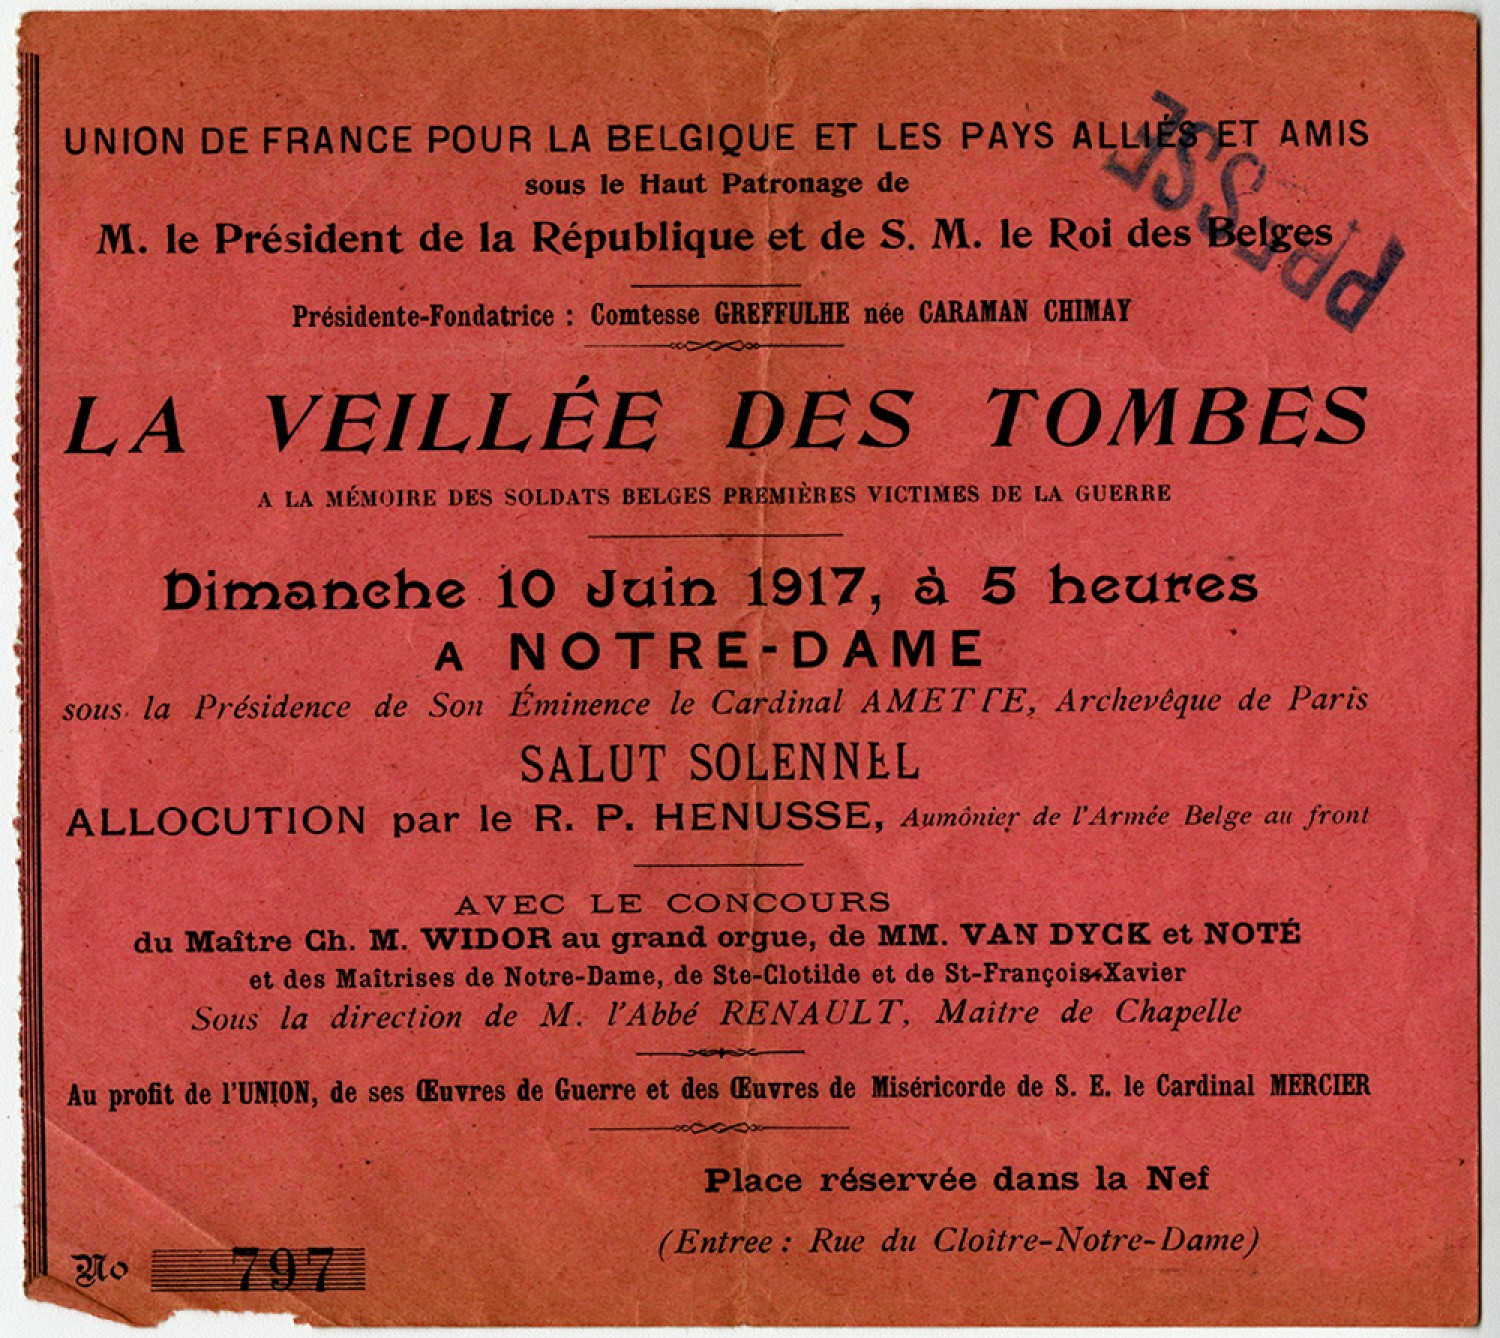 UNION DE FRANCE POUR LA BELGIQUE ET LES PAYS ALLIÉS ET AMIS
sous le Haut Patronage de
M. le Président de la République et de S. M. le Roi des Belges
PRESSE
Présidente-Fondatrice : Comtesse GREFFULHE née CARAMAN CHIMAY
LA VEILLÉE DES TOMBES
A LA MÉMOIRE DES SOLDATS BELGES PREMIÈRES VICTIMES DE LA GUERRE
Dimanche 10 Juin 1917, à 5 heures
A NOTRE-DAME
sous la Présidence de Son Éminence le Cardinal AMETTE, Archevêque de Paris
SALUT SOLENNEL
ALLOCUTION par le R. P. HENUSSE, Aumônier de l'Armée Belge au front
AVEC LE CONCOURS
du Maître Ch. M. WIDOR au grand orgue, de MM. VAN DYCK et NOTÉ
et des Maîtrises de Notre-Dame, de Ste-Clotilde et de St-François-Xavier
Sous la direction de M. l'Abbé RENAULT, Maître de Chapelle
Au profit de l'UNION, de ses Œuvres de Guerre et des Œuvres de Miséricorde de S. E. le Cardinal MERCIER
Place réservée dans la Nef
(Entree : Rue du Cloître-Notre-Dame)
No 797